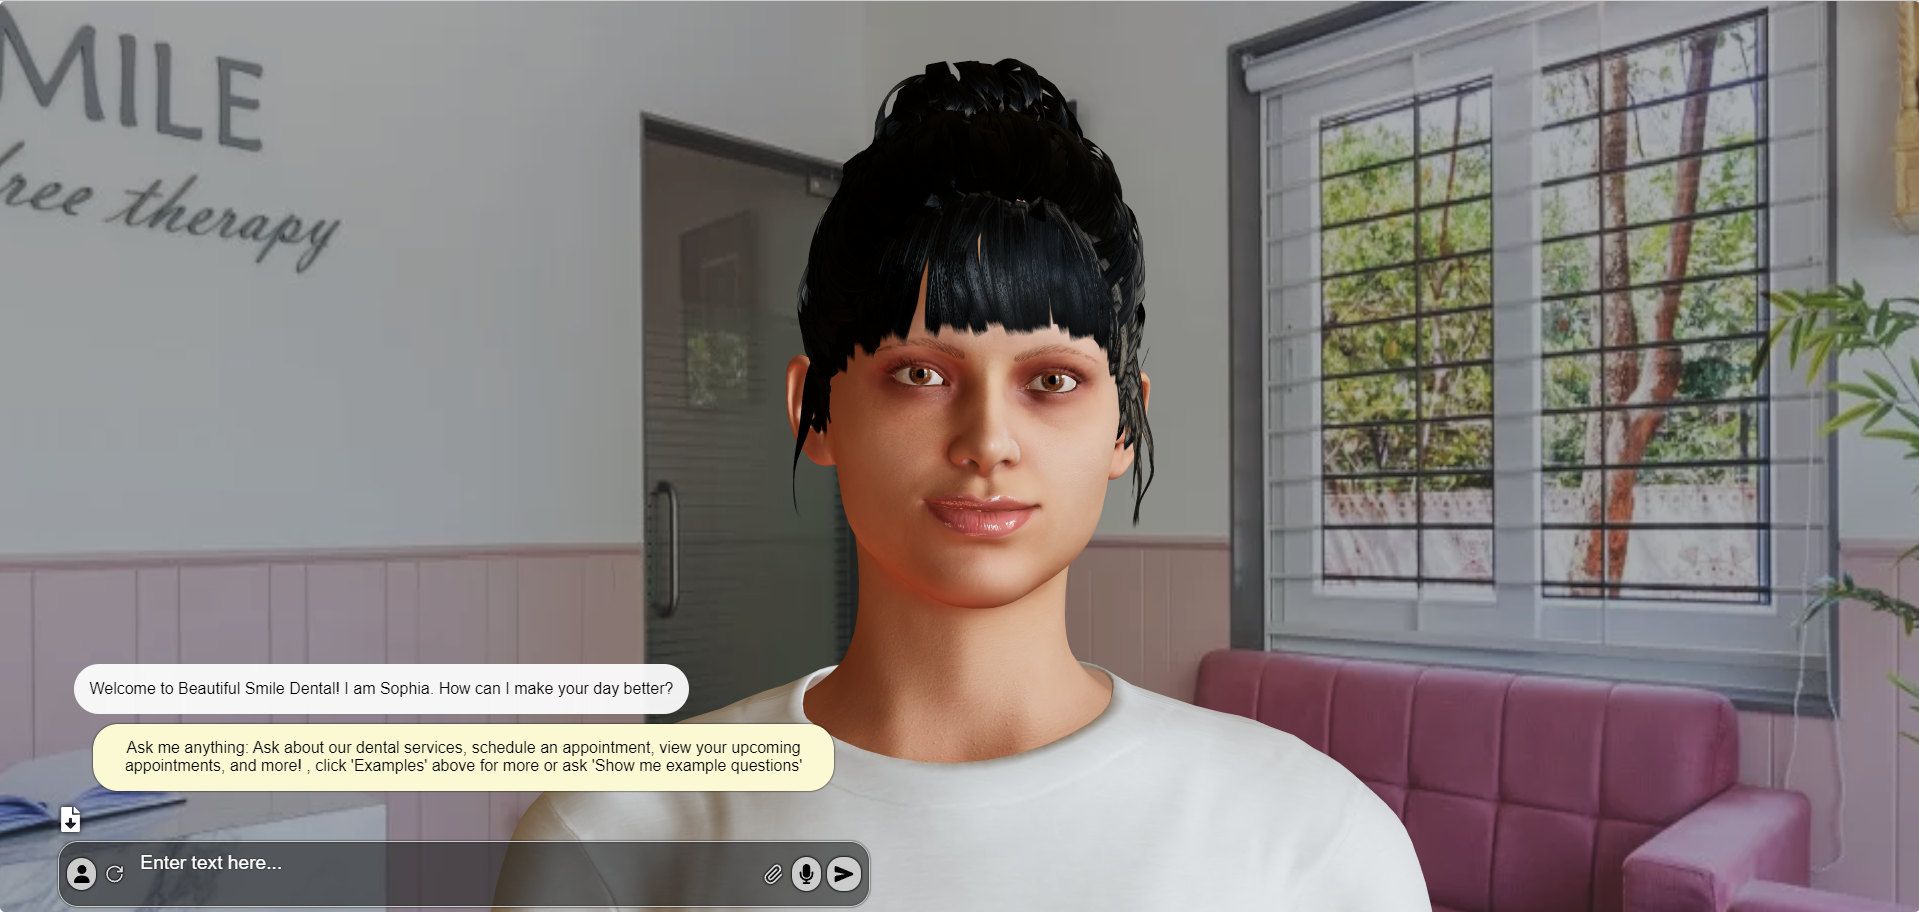 MILE
ree therapy
Welcome to Beautiful Smile Dental! I am Sophia. How can I make your day better?
Ask me anything: Ask about our dental services, schedule an appointment, view your upcoming
appointments, and more! , click 'Examples' above for more or ask 'Show me example questions'
Enter text here...